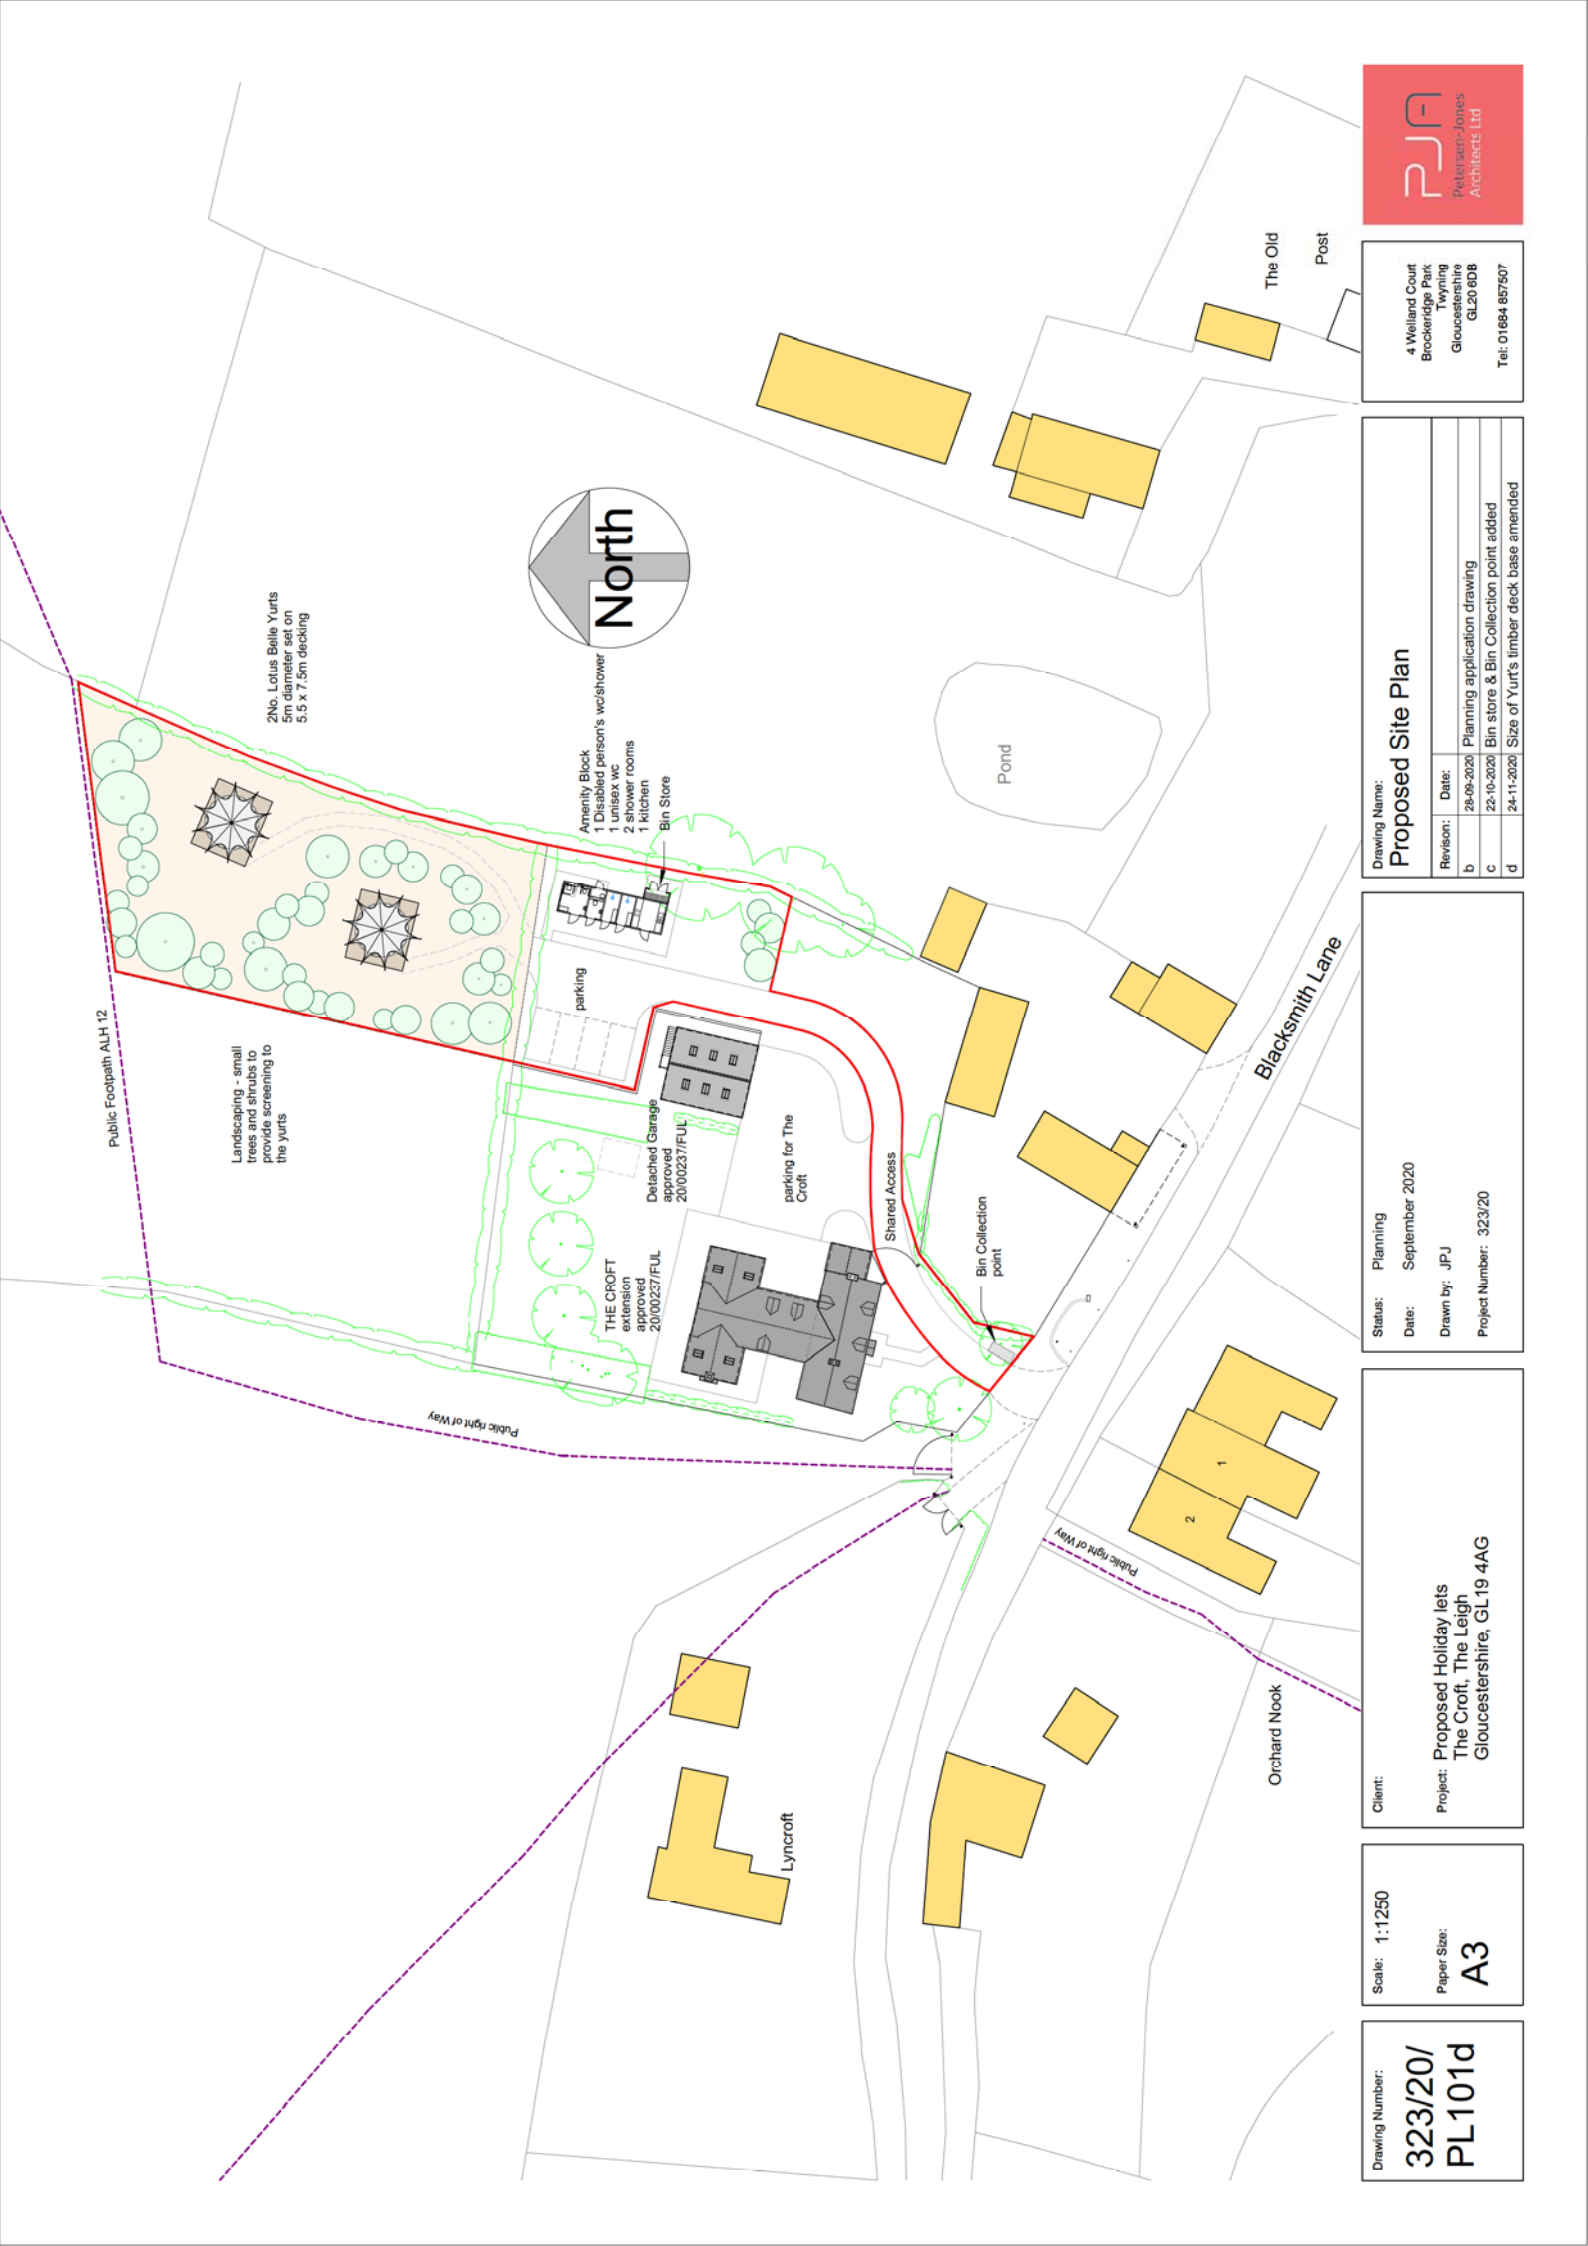 Public Footpath ALH 12
Landscaping - small
trees and shrubs to
provide screening to
the yurts
2No. Lotus Belle Yurts
5m diameter set on
5.5 x 7.5m decking
Public right of Way
parking
Amenity Block
1 Disabled person's wc/shower
1 unisex wc
2 shower rooms
1 kitchen
Bin Store
North
THE CROFT
extension
approved
20/00237/FUL
Detached Garage
approved
20/00237/FUL
parking for The
Croft
Shared Access
Bin Collection
point
Pond
Lyncroft
Public right of Way
2
1
Blacksmith Lane
Orchard Nook
The Old
Post
Drawing Number:
323/20/
PL101d
Scale: 1:1250
Paper Size:
A3
Client:
Project: Proposed Holiday lets
The Croft, The Leigh
Gloucestershire, GL19 4AG
Status: Planning
Date: September 2020
Drawn by: JPJ
Project Number: 323/20
Drawing Name:
Proposed Site Plan
Revison: Date:
b 28-09-2020 Planning application drawing
c 22-10-2020 Bin store & Bin Collection point added
d 24-11-2020 Size of Yurt's timber deck base amended
4 Welland Court
Brockeridge Park
Twyning
Gloucestershire
GL20 6DB
Tel: 01684 857507
PJA
Petersen-Jones
Architects Ltd